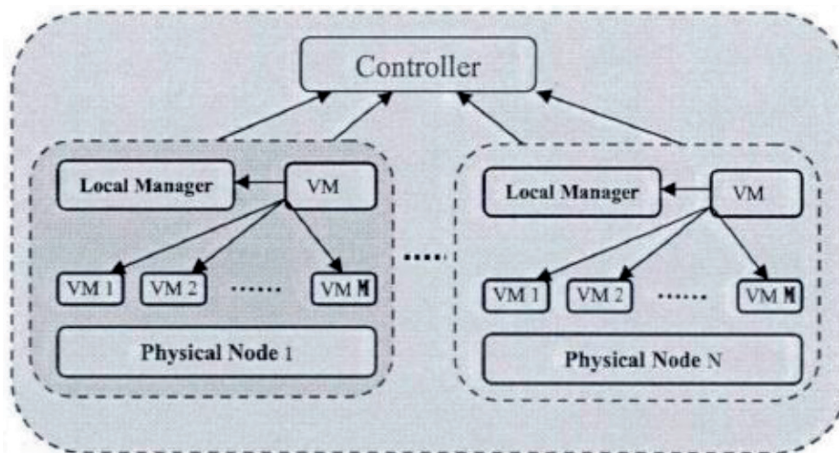 Controller
Local Manager VM
VM 1 VM 2 ...... VM M
Physical Node 1
.....
Local Manager VM
VM 1 VM 2 ...... VM M
Physical Node N